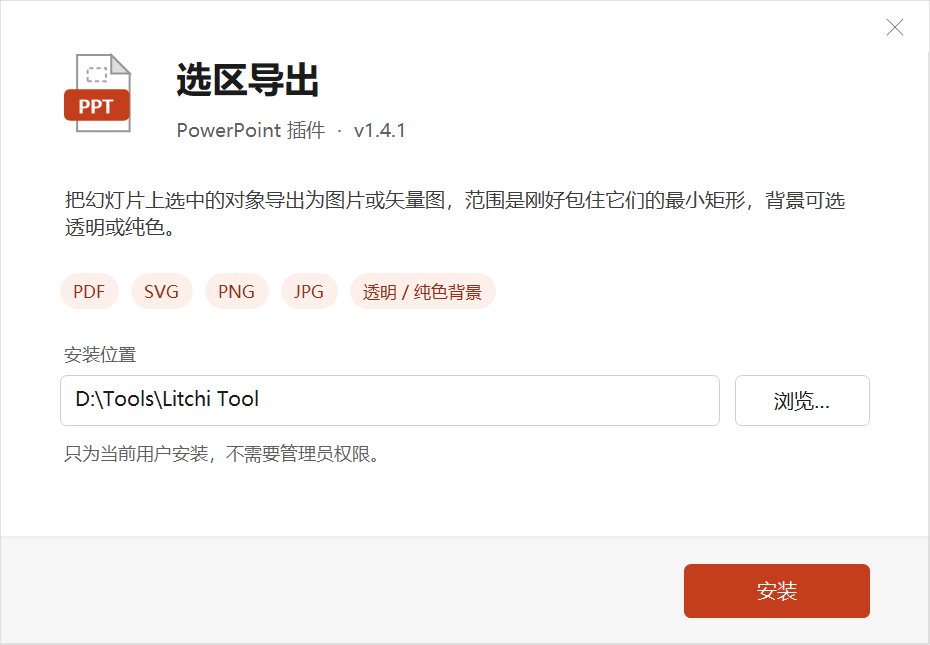 PPT
选区导出
PowerPoint 插件 · v1.4.1
把幻灯片上选中的对象导出为图片或矢量图，范围是刚好包住它们的最小矩形，背景可选
透明或纯色。
PDF SVG PNG JPG 透明 / 纯色背景
安装位置
D:\Tools\Litchi Tool 浏览...
只为当前用户安装，不需要管理员权限。
安装